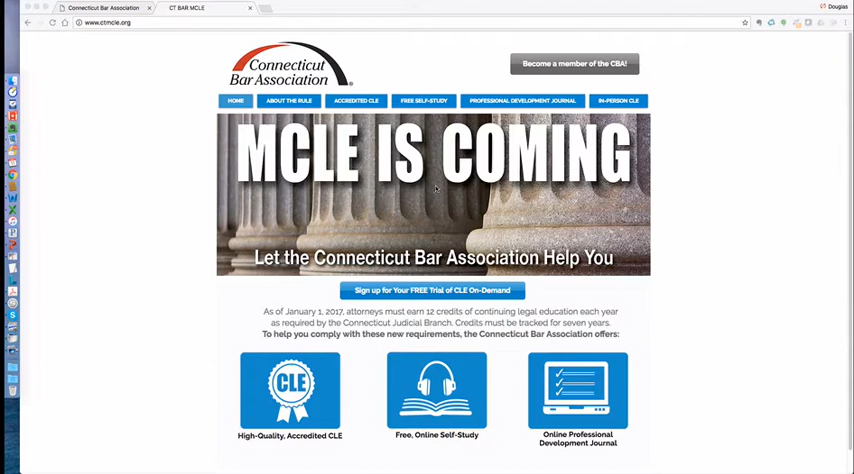 Connecticut Bar Association
CT BAR MCLE
Douglas
www.ctmcle.org
Connecticut
Bar Association
Become a member of the CBA!
HOME
ABOUT THE RULE
ACCREDITED CLE
FREE SELF-STUDY
PROFESSIONAL DEVELOPMENT JOURNAL
IN-PERSON CLE
MCLE IS COMING
Let the Connecticut Bar Association Help You
Sign up for Your FREE Trial of CLE On-Demand
As of January 1, 2017, attorneys must earn 12 credits of continuing legal education each year
as required by the Connecticut Judicial Branch. Credits must be tracked for seven years.
To help you comply with these new requirements, the Connecticut Bar Association offers:
CLE
High-Quality, Accredited CLE
Free, Online Self-Study
Online Professional
Development Journal